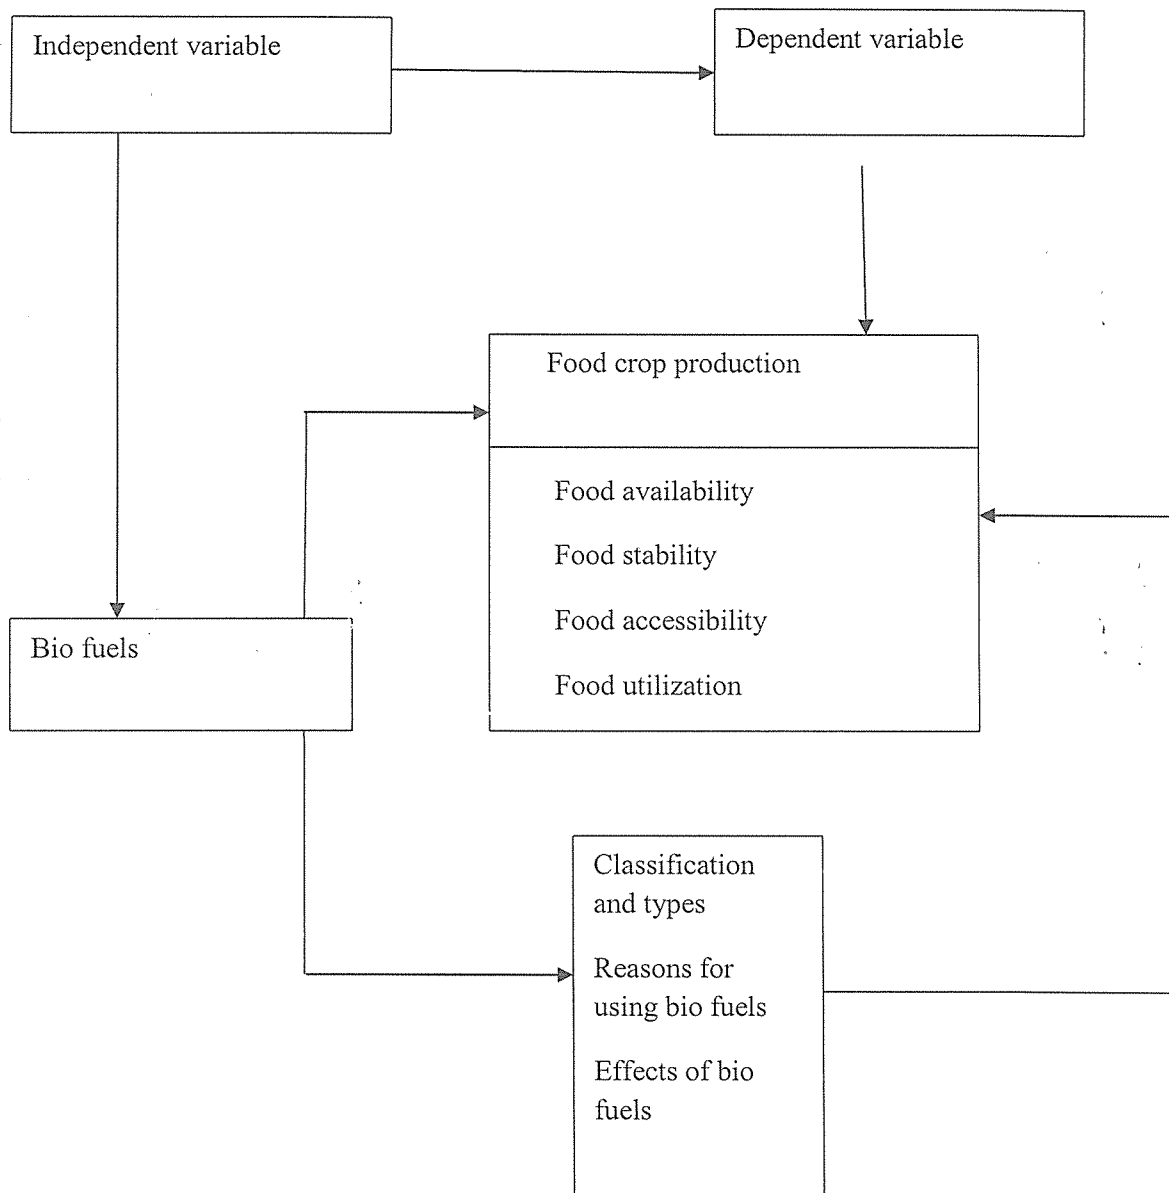 Independent variable
Dependent variable
Food crop production
Food availability
Food stability
Food accessibility
Food utilization
Bio fuels
Classification
and types
Reasons for
using bio fuels
Effects of bio
fuels